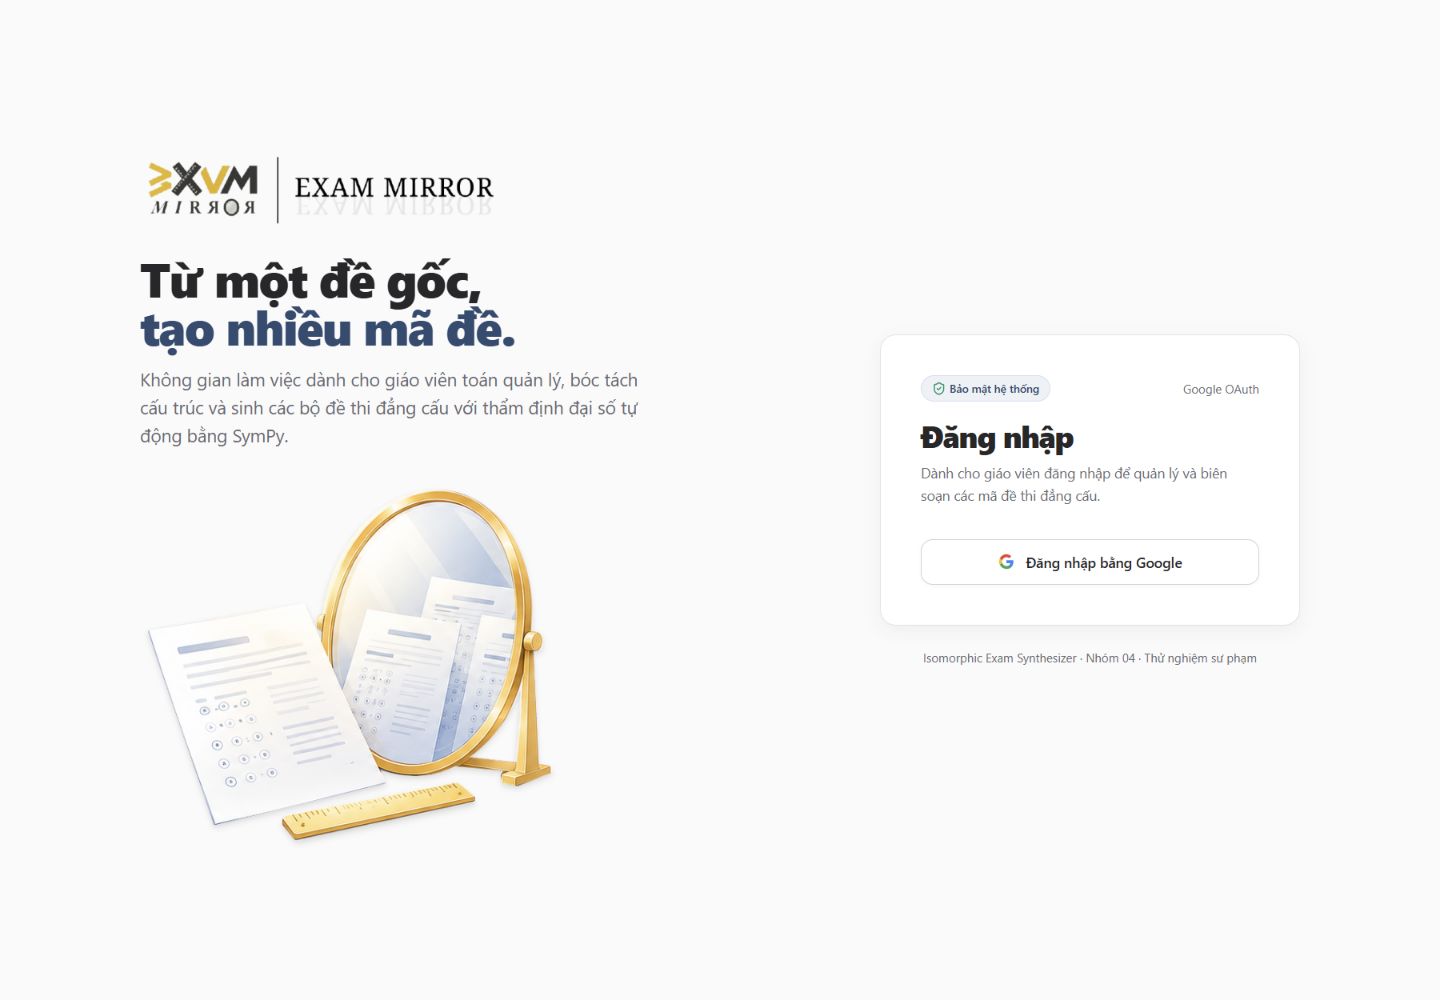 EXVM
MIRROR
EXAM MIRROR
Từ một đề gốc,
tạo nhiều mã đề.
Không gian làm việc dành cho giáo viên toán quản lý, bóc tách
cấu trúc và sinh các bộ đề thi đẳng cấu với thẩm định đại số tự
động bằng SymPy.
Bảo mật hệ thống
Google OAuth
Đăng nhập
Dành cho giáo viên đăng nhập để quản lý và biên
soạn các mã đề thi đẳng cấu.
Đăng nhập bằng Google
Isomorphic Exam Synthesizer · Nhóm 04 · Thử nghiệm sư phạm